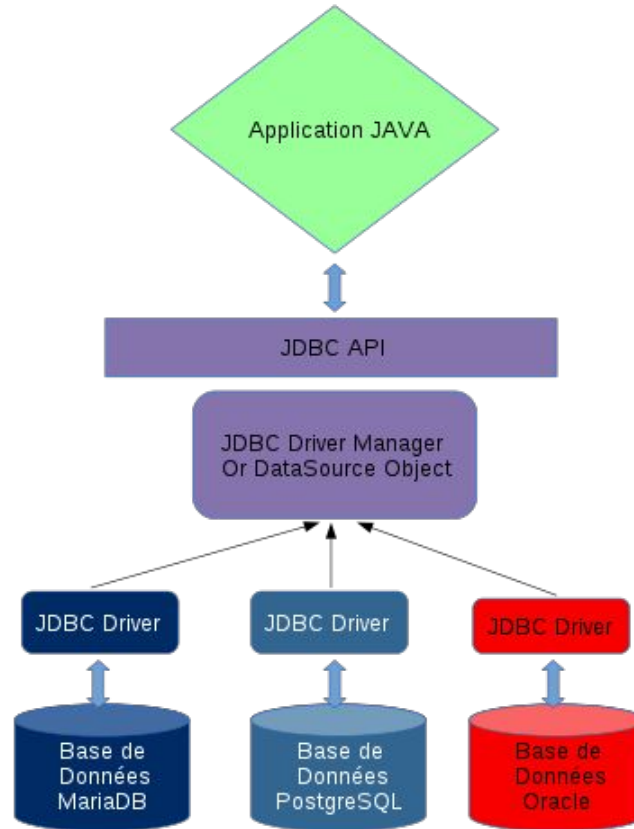 Application JAVA
JDBC API
JDBC Driver Manager
Or DataSource Object
JDBC Driver
JDBC Driver
JDBC Driver
Base de
Données
MariaDB
Base de
Données
PostgreSQL
Base de
Données
Oracle